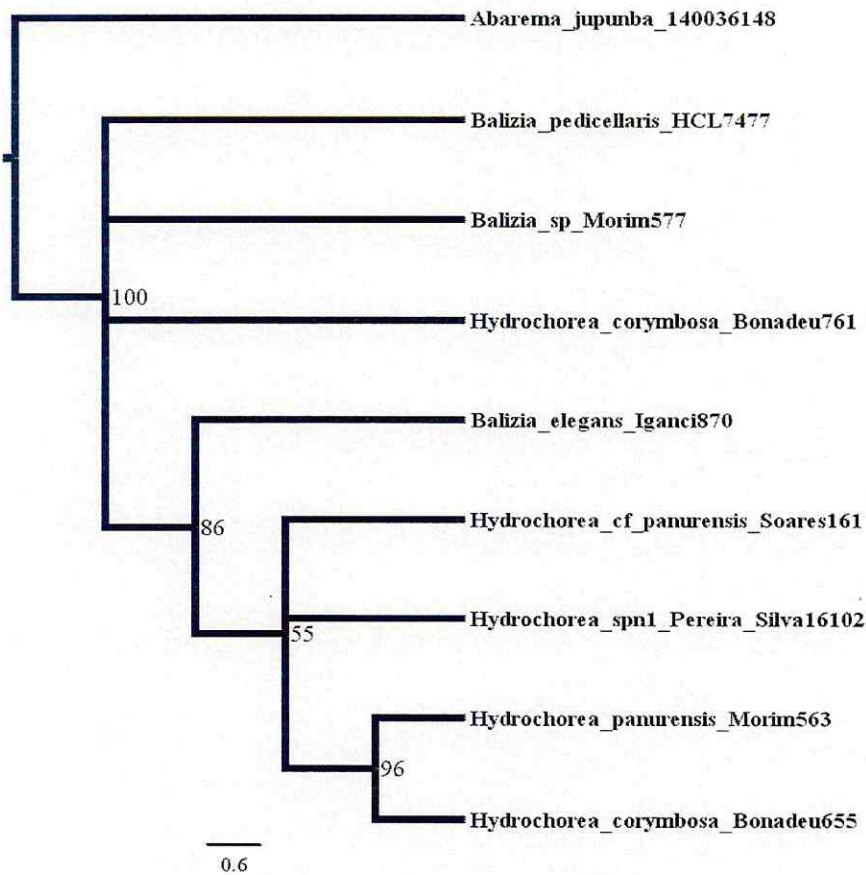 Abarema_jupunba_140036148
Balizia_pedicellaris_HCL7477
Balizia_sp_Morim577
100
Hydrochorea_corymbosa_Bonadeu761
Balizia_elegans_Iganci870
Hydrochorea_cf_panurensis_Soares161
86
Hydrochorea_spn1_Pereira_Silva16102
55
Hydrochorea_panurensis_Morim563
96
Hydrochorea_corymbosa_Bonadeu655
0.6